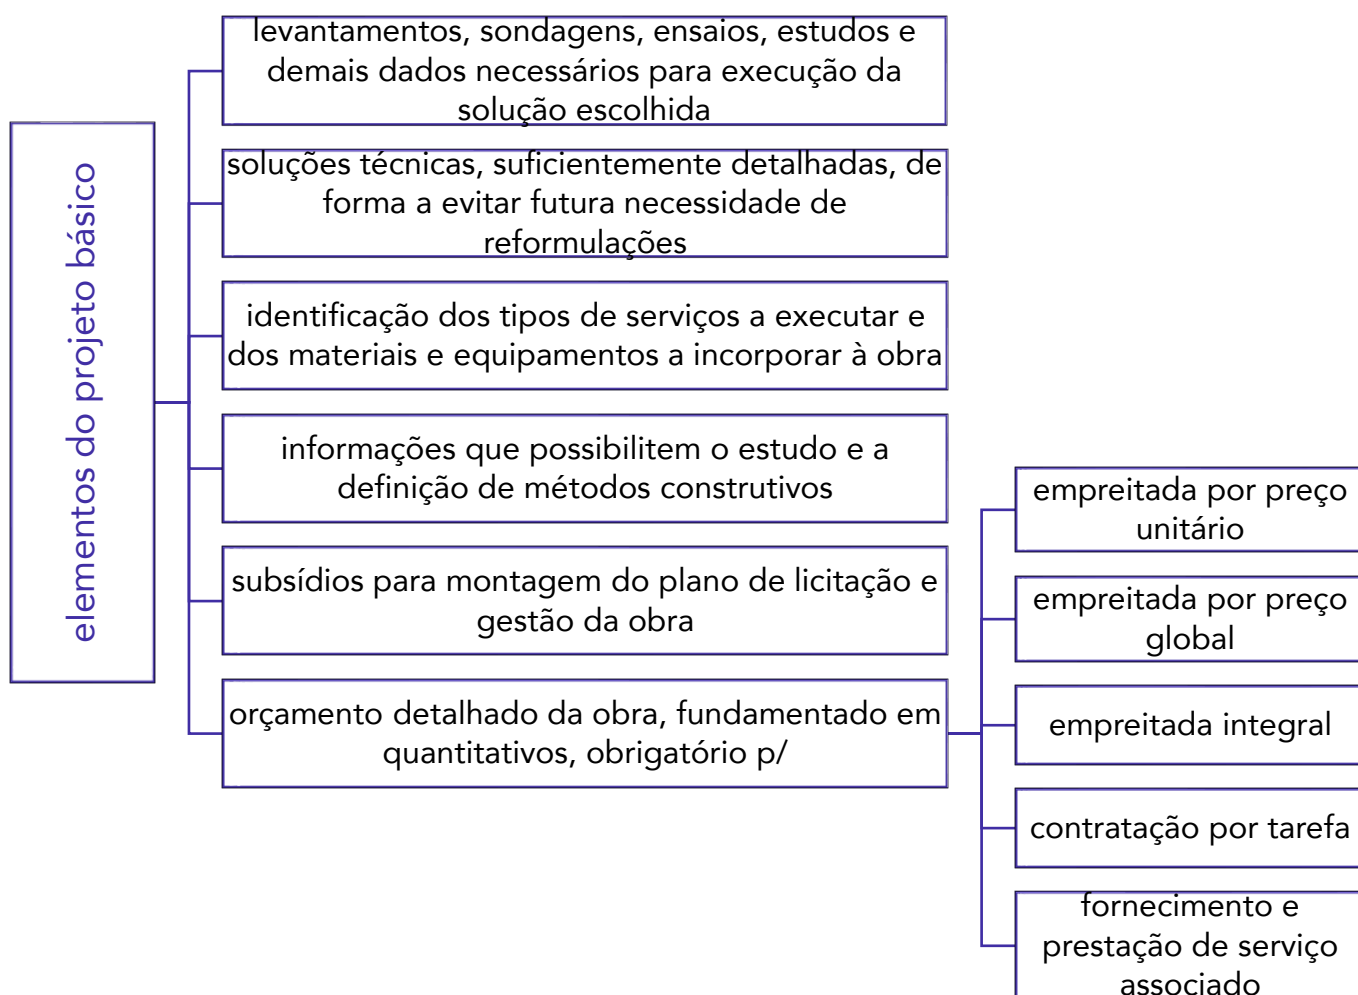 elementos do projeto básico
levantamentos, sondagens, ensaios, estudos e
demais dados necessários para execução da
solução escolhida
soluções técnicas, suficientemente detalhadas, de
forma a evitar futura necessidade de
reformulações
identificação dos tipos de serviços a executar e
dos materiais e equipamentos a incorporar à obra
informações que possibilitem o estudo e a
definição de métodos construtivos
subsídios para montagem do plano de licitação e
gestão da obra
orçamento detalhado da obra, fundamentado em
quantitativos, obrigatório p/
empreitada por preço
unitário
empreitada por preço
global
empreitada integral
contratação por tarefa
fornecimento e
prestação de serviço
associado